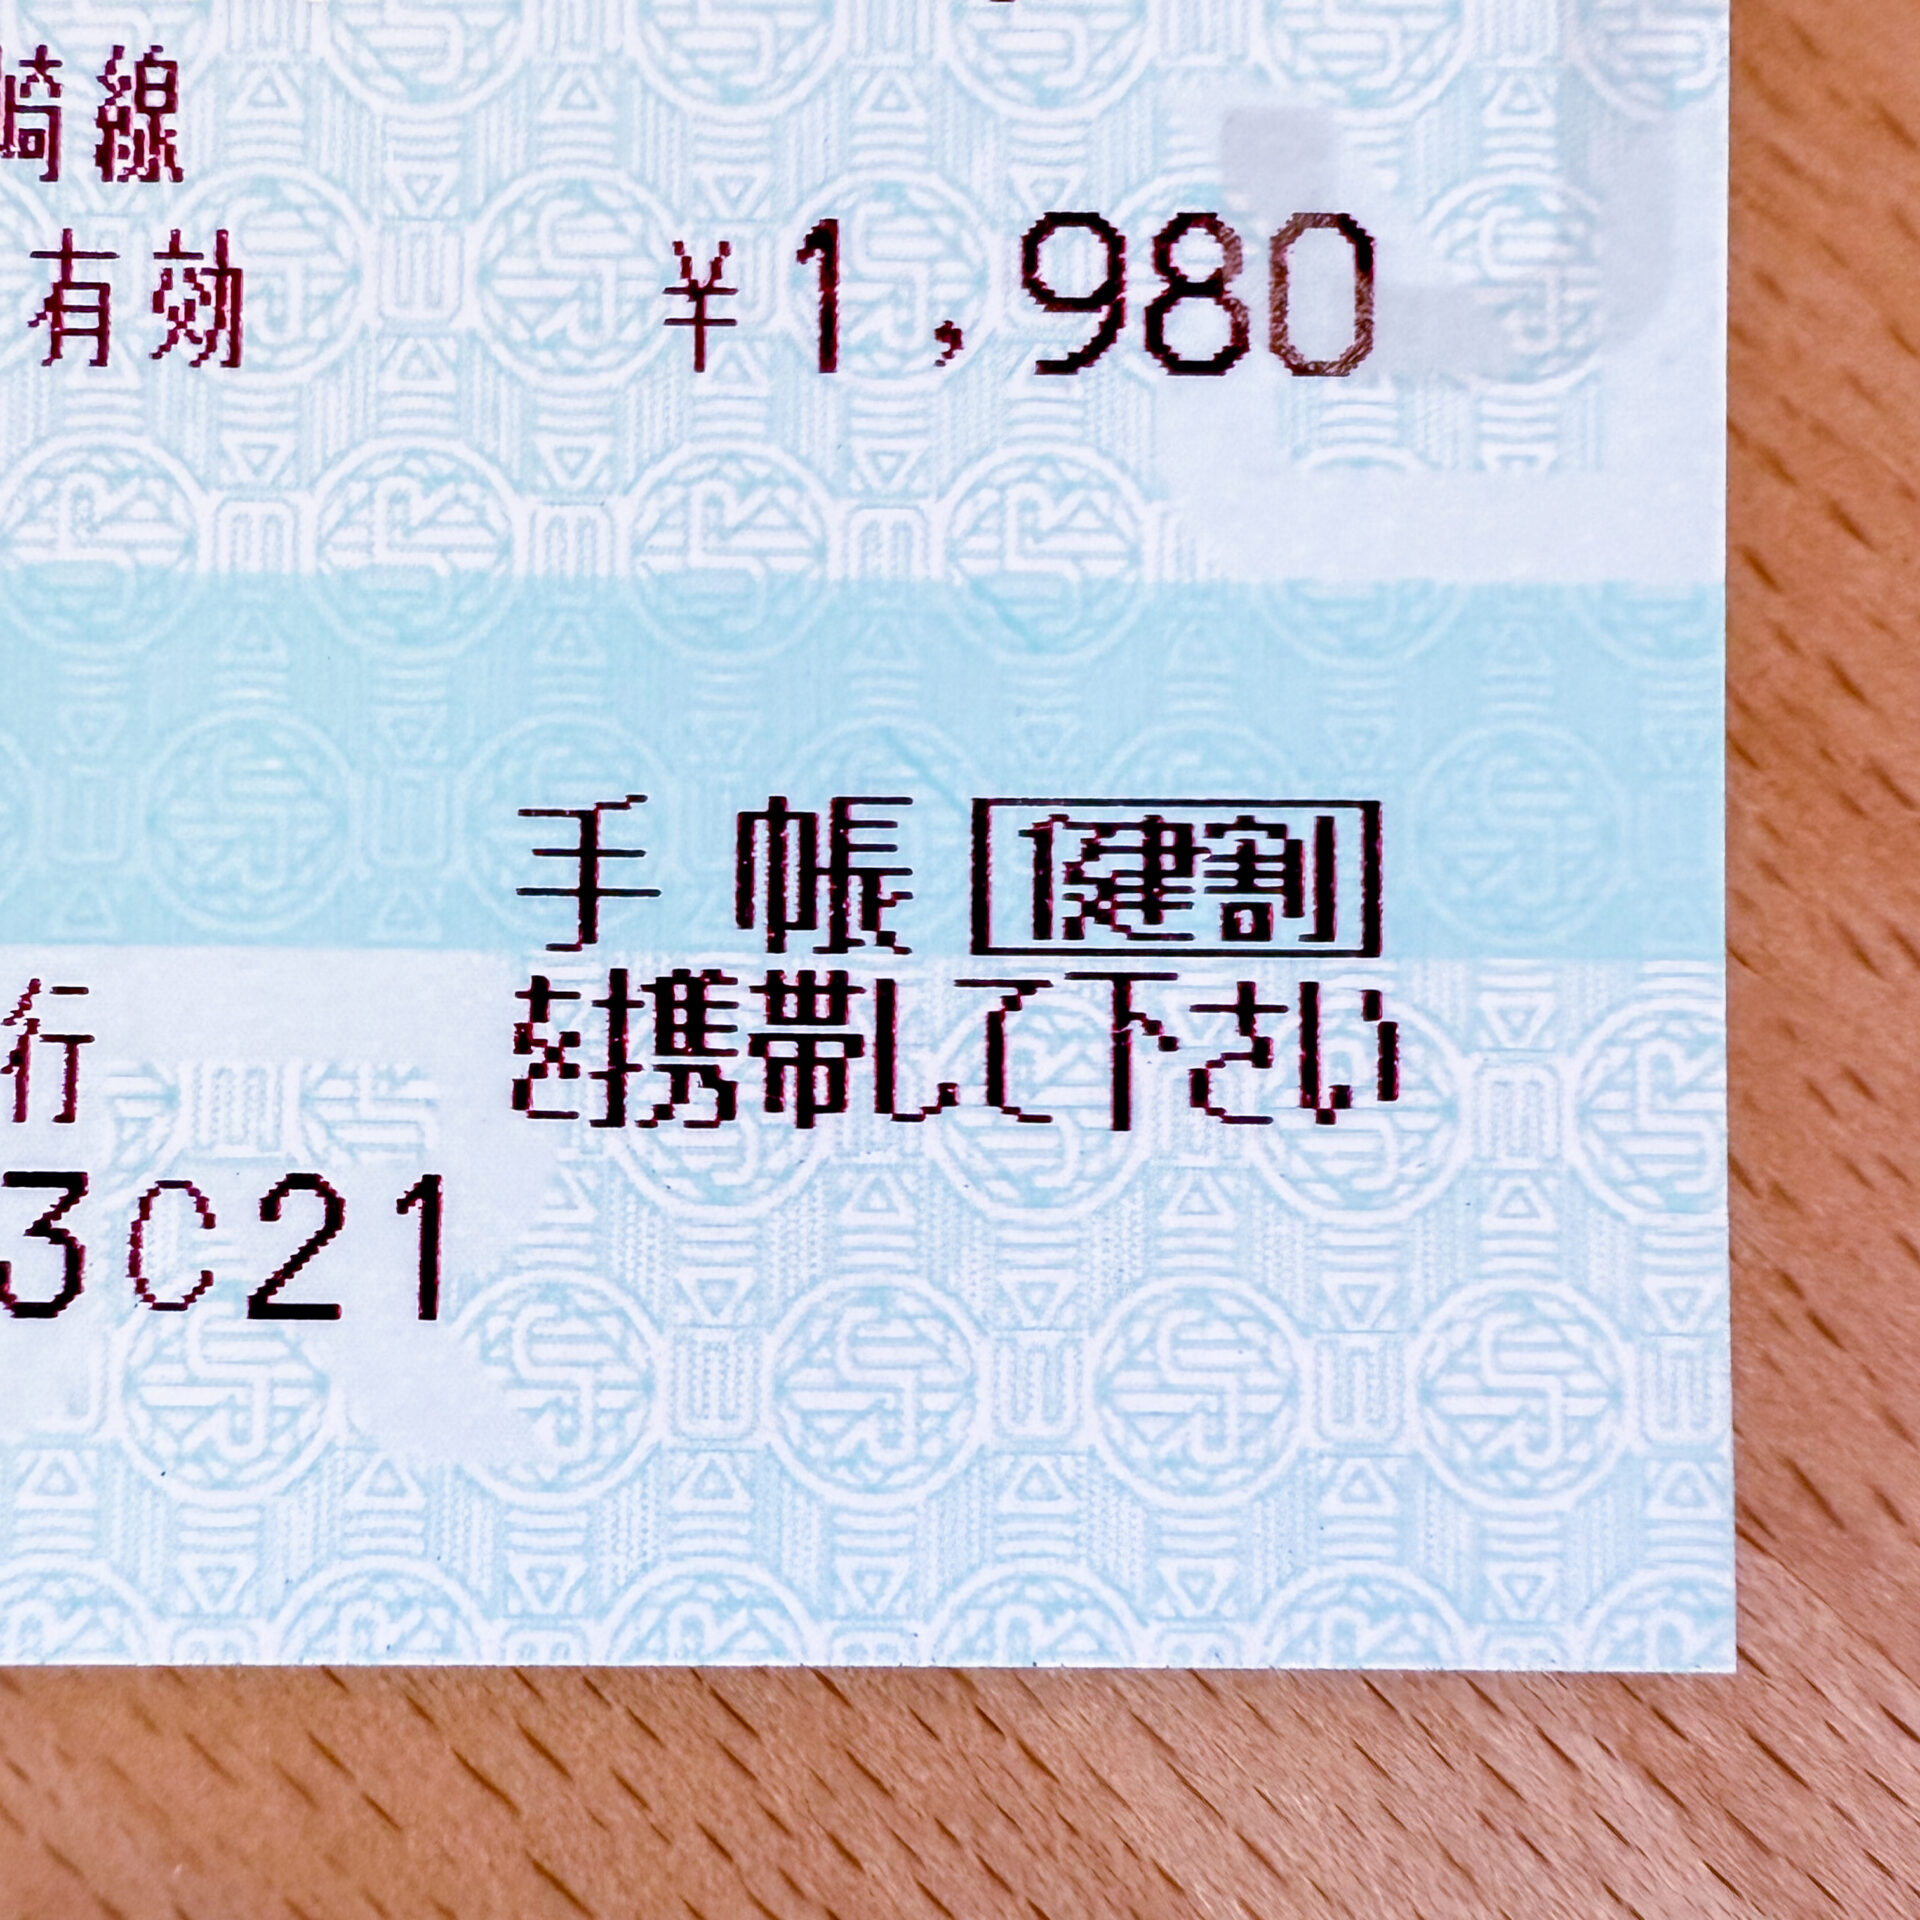 崎線
有効 ¥1,980
手帳 健割
を携帯して下さい
行
3C21